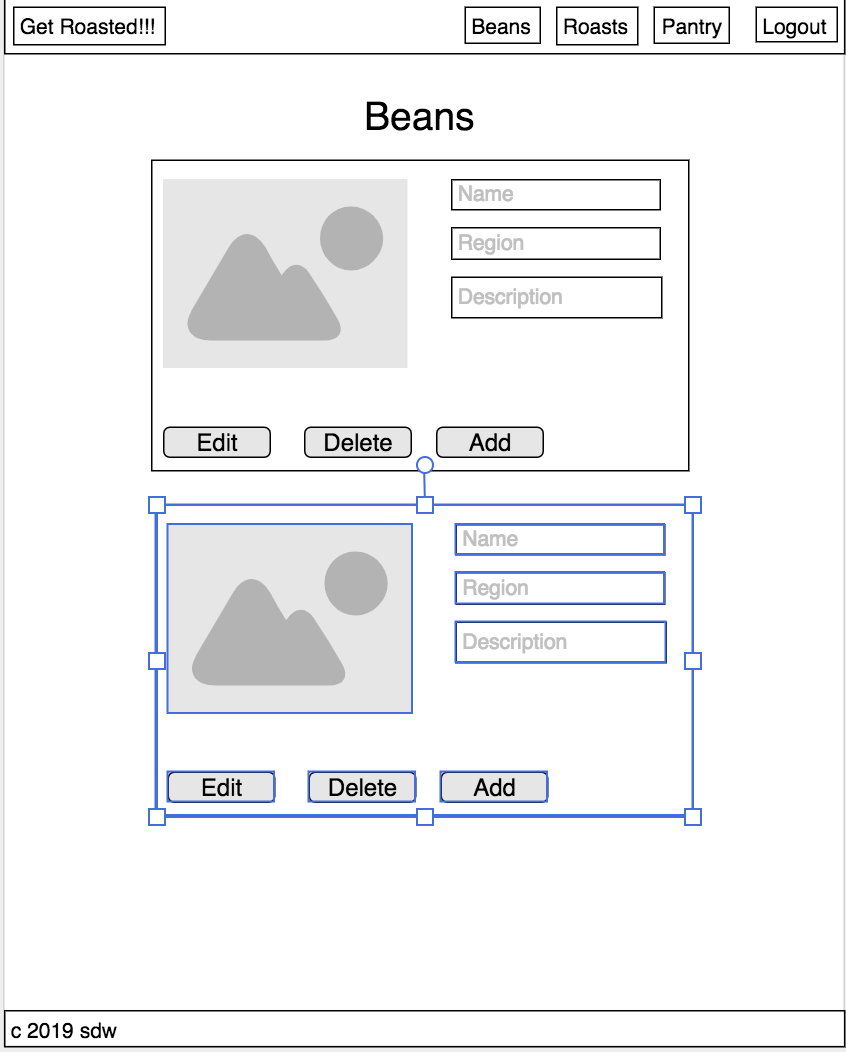 Get Roasted!!! Beans Roasts Pantry Logout
Beans
Name
Region
Description
Edit Delete Add
Name
Region
Description
Edit Delete Add
c 2019 sdw